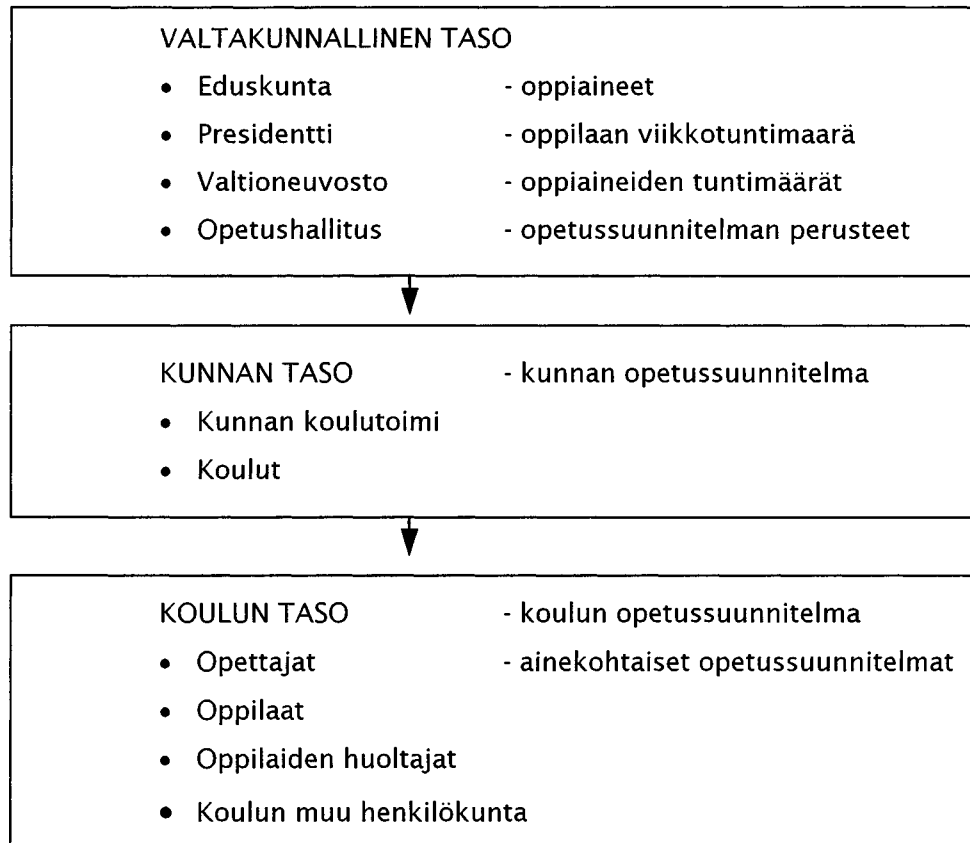 VALTAKUNNALLINEN TASO
• Eduskunta - oppiaineet
• Presidentti - oppilaan viikkotuntimaarä
• Valtioneuvosto - oppiaineiden tuntimäärät
• Opetushallitus - opetussuunnitelman perusteet
KUNNAN TASO - kunnan opetussuunnitelma
• Kunnan koulutoimi
• Koulut
KOULUN TASO - koulun opetussuunnitelma
• Opettajat - ainekohtaiset opetussuunnitelmat
• Oppilaat
• Oppilaiden huoltajat
• Koulun muu henkilökunta